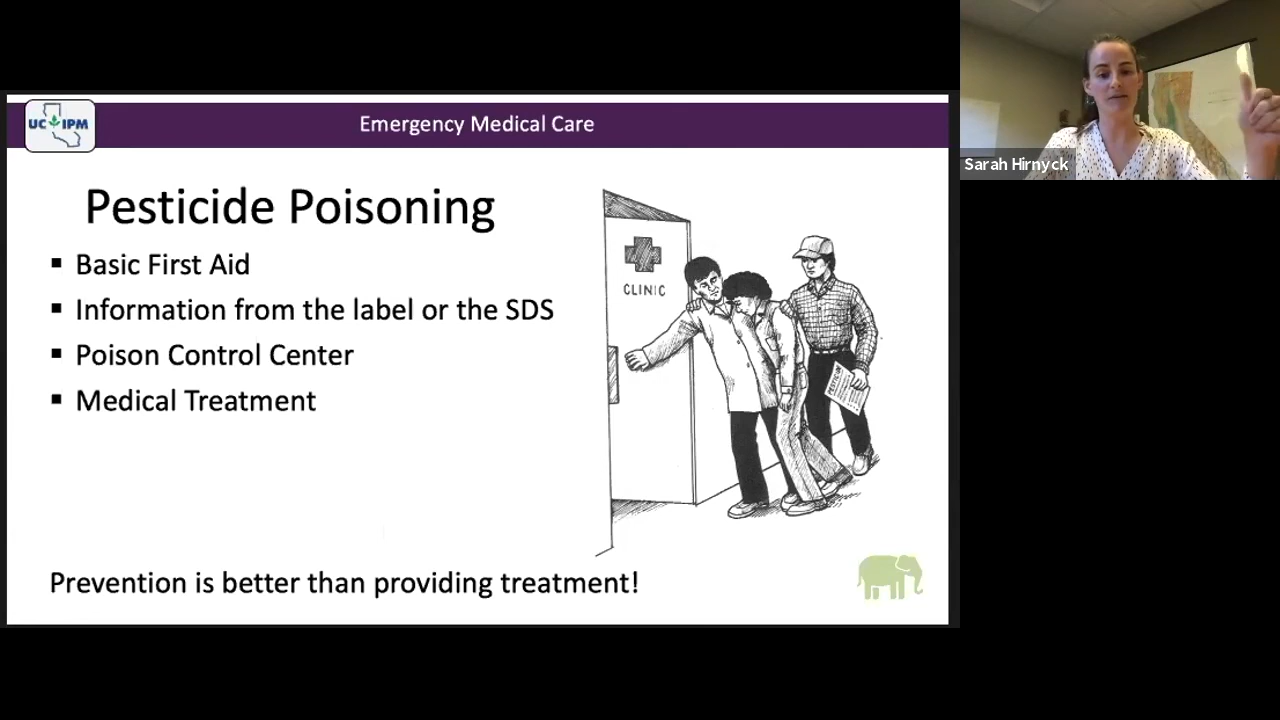 UC IPM
Emergency Medical Care
Sarah Hirnyck
Pesticide Poisoning
▪ Basic First Aid
▪ Information from the label or the SDS
▪ Poison Control Center
▪ Medical Treatment
CLINIC
PESTICIDE
Prevention is better than providing treatment!